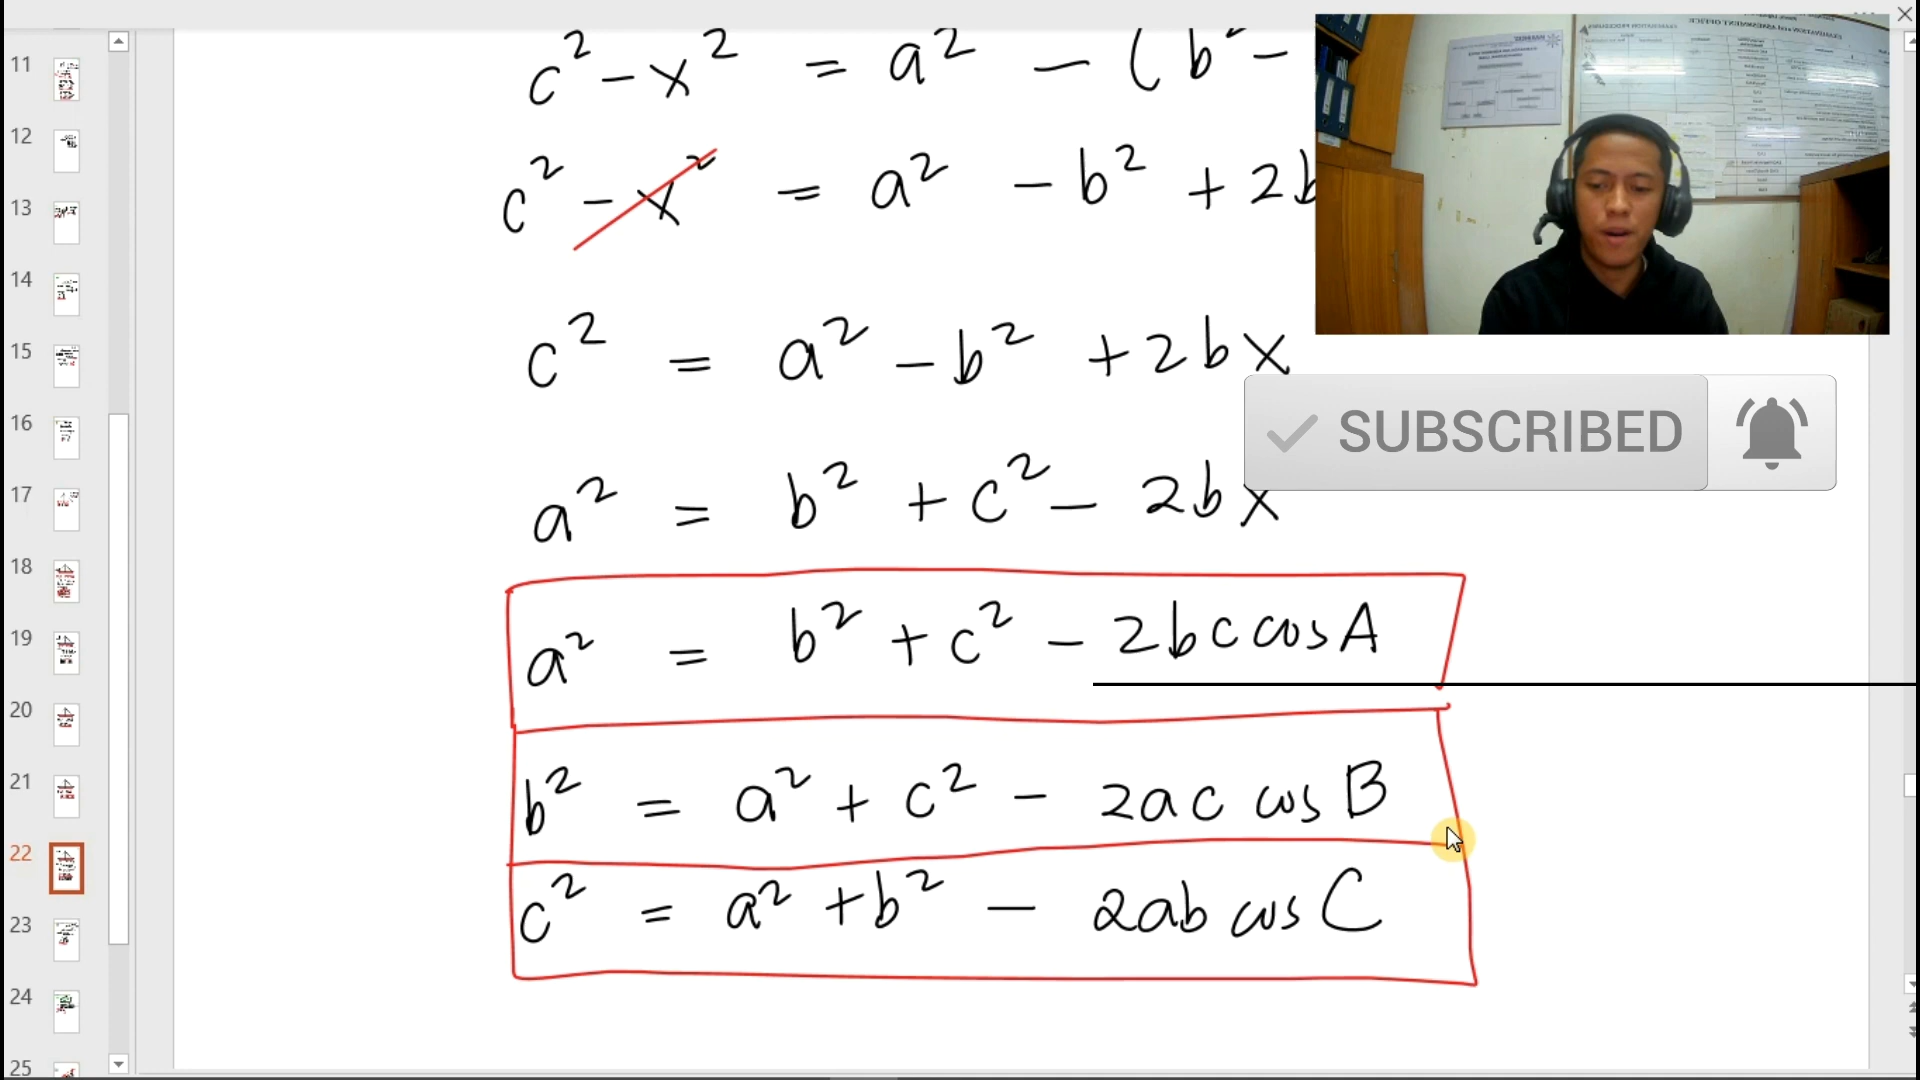 c² - x² = a² - (b² -
c² - x² = a² - b² + 2b
c² = a² - b² + 2bx
SUBSCRIBED
a² = b² + c² - 2bx
a² = b² + c² - 2bc cos A
b² = a² + c² - 2ac cos B
c² = a² + b² - 2ab cos C
11
12
13
14
15
16
17
18
19
20
21
22
23
24
25